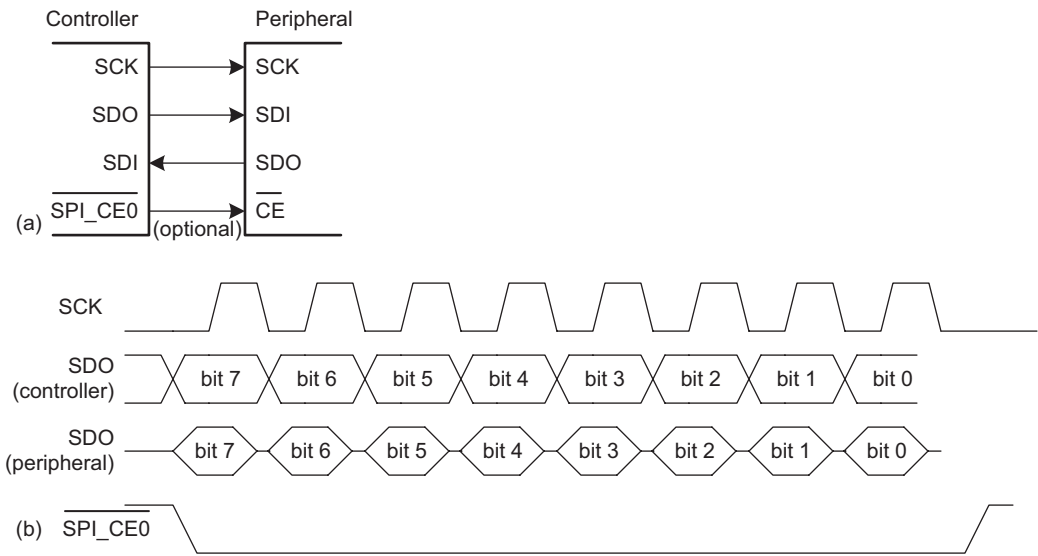 Controller Peripheral
SCK SCK
SDO SDI
SDI SDO
(a) SPI_CE0 (optional) CE
SCK
SDO
(controller) bit 7 bit 6 bit 5 bit 4 bit 3 bit 2 bit 1 bit 0
SDO
(peripheral) bit 7 bit 6 bit 5 bit 4 bit 3 bit 2 bit 1 bit 0
(b) SPI_CE0